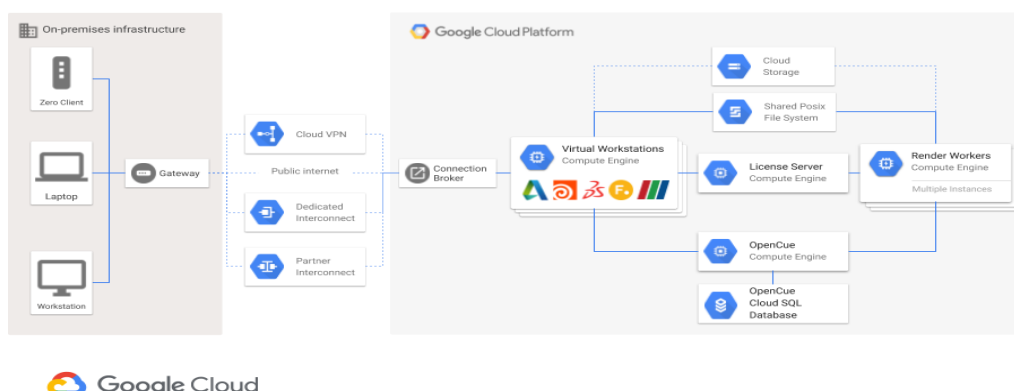 On-premises infrastructure
Zero Client
Laptop
Workstation
Gateway
Cloud VPN
Public internet
Dedicated
Interconnect
Partner
Interconnect
Google Cloud Platform
Connection
Broker
Virtual Workstations
Compute Engine
Cloud
Storage
Shared Posix
File System
License Server
Compute Engine
OpenCue
Compute Engine
OpenCue
Cloud SQL
Database
Render Workers
Compute Engine
Multiple Instances
Google Cloud